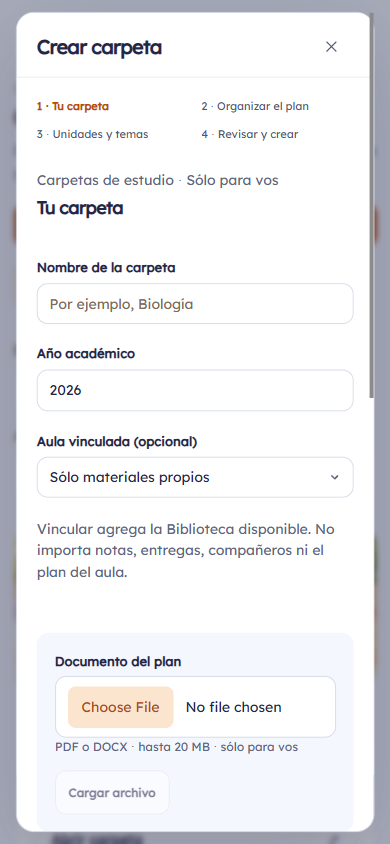 Crear carpeta
1 · Tu carpeta
2 · Organizar el plan
3 · Unidades y temas
4 · Revisar y crear
Carpetas de estudio · Sólo para vos
Tu carpeta
Nombre de la carpeta
Por ejemplo, Biología
Año académico
2026
Aula vinculada (opcional)
Sólo materiales propios
Vincular agrega la Biblioteca disponible. No
importa notas, entregas, compañeros ni el
plan del aula.
Documento del plan
Choose File No file chosen
PDF o DOCX · hasta 20 MB · sólo para vos
Cargar archivo